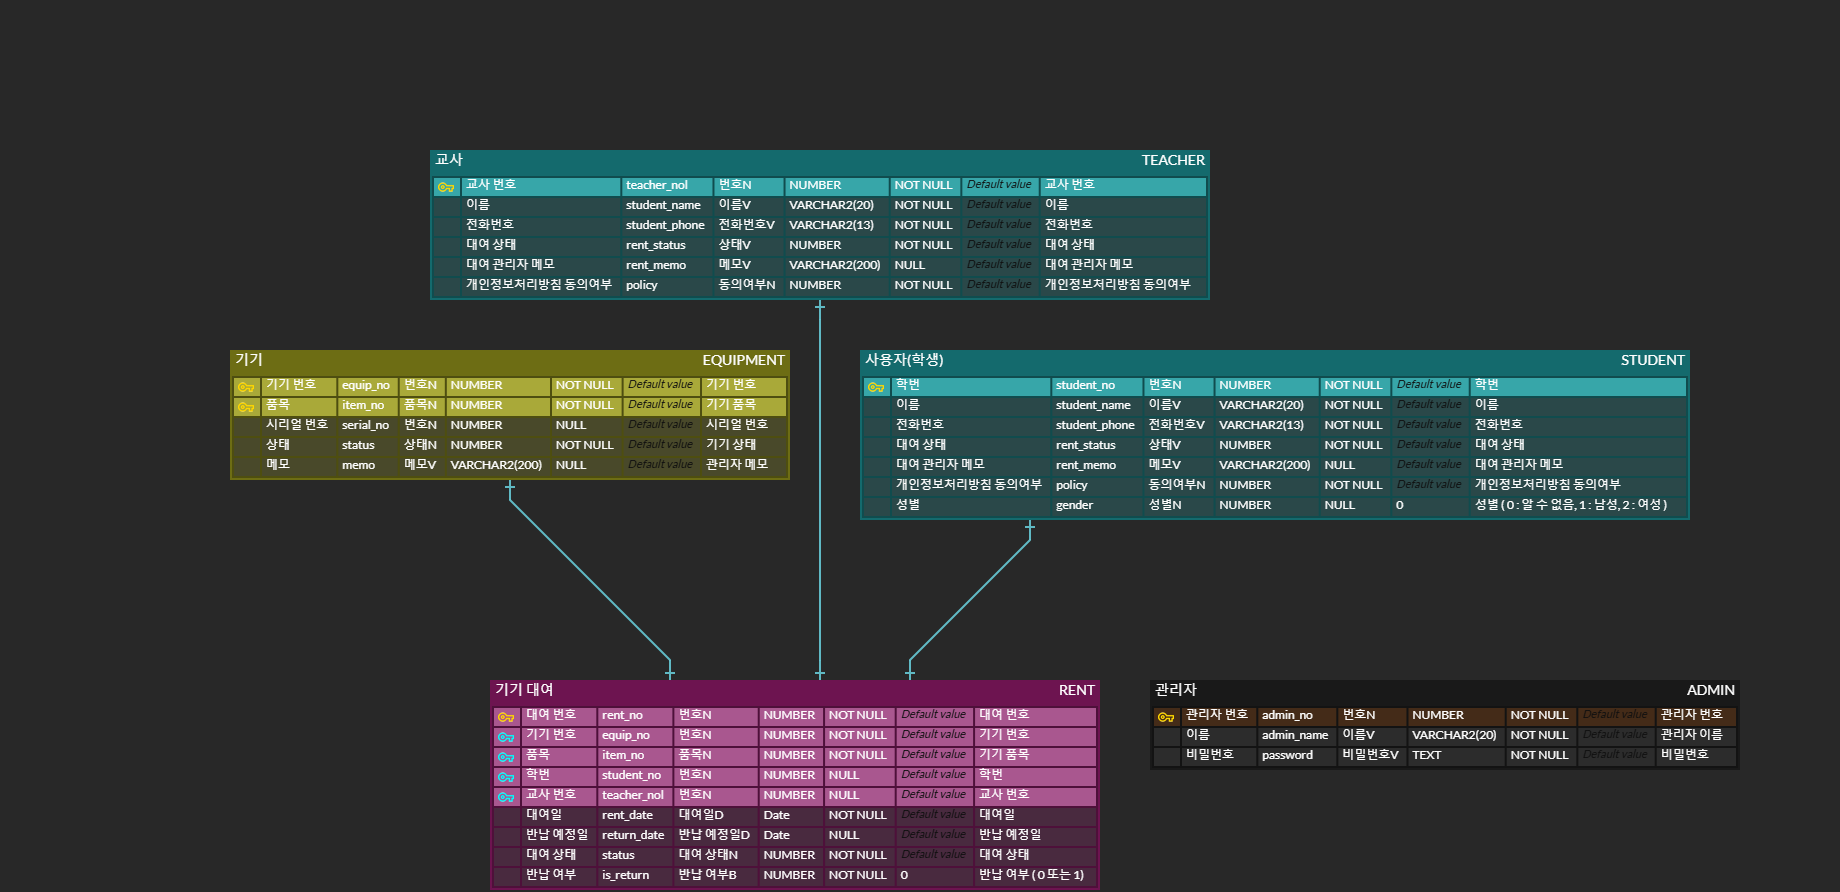 교사 TEACHER
교사 번호 teacher_nol 번호N NUMBER NOT NULL Default value 교사 번호
이름 student_name 이름V VARCHAR2(20) NOT NULL Default value 이름
전화번호 student_phone 전화번호V VARCHAR2(13) NOT NULL Default value 전화번호
대여 상태 rent_status 상태V NUMBER NOT NULL Default value 대여 상태
대여 관리자 메모 rent_memo 메모V VARCHAR2(200) NULL Default value 대여 관리자 메모
개인정보처리방침 동의여부 policy 동의여부N NUMBER NOT NULL Default value 개인정보처리방침 동의여부
기기 EQUIPMENT
기기 번호 equip_no 번호N NUMBER NOT NULL Default value 기기 번호
품목 item_no 품목N NUMBER NOT NULL Default value 기기 품목
시리얼 번호 serial_no 번호N NUMBER NULL Default value 시리얼 번호
상태 status 상태N NUMBER NOT NULL Default value 기기 상태
메모 memo 메모V VARCHAR2(200) NULL Default value 관리자 메모
사용자(학생) STUDENT
학번 student_no 번호N NUMBER NOT NULL Default value 학번
이름 student_name 이름V VARCHAR2(20) NOT NULL Default value 이름
전화번호 student_phone 전화번호V VARCHAR2(13) NOT NULL Default value 전화번호
대여 상태 rent_status 상태V NUMBER NOT NULL Default value 대여 상태
대여 관리자 메모 rent_memo 메모V VARCHAR2(200) NULL Default value 대여 관리자 메모
개인정보처리방침 동의여부 policy 동의여부N NUMBER NOT NULL Default value 개인정보처리방침 동의여부
성별 gender 성별N NUMBER NULL 0 성별 ( 0 : 알 수 없음, 1 : 남성, 2 : 여성 )
기기 대여 RENT
대여 번호 rent_no 번호N NUMBER NOT NULL Default value 대여 번호
기기 번호 equip_no 번호N NUMBER NOT NULL Default value 기기 번호
품목 item_no 품목N NUMBER NOT NULL Default value 기기 품목
학번 student_no 번호N NUMBER NULL Default value 학번
교사 번호 teacher_nol 번호N NUMBER NULL Default value 교사 번호
대여일 rent_date 대여일D Date NOT NULL Default value 대여일
반납 예정일 return_date 반납 예정일D Date NULL Default value 반납 예정일
대여 상태 status 대여 상태N NUMBER NOT NULL Default value 대여 상태
반납 여부 is_return 반납 여부B NUMBER NOT NULL 0 반납 여부 ( 0 또는 1)
관리자 ADMIN
관리자 번호 admin_no 번호N NUMBER NOT NULL Default value 관리자 번호
이름 admin_name 이름V VARCHAR2(20) NOT NULL Default value 관리자 이름
비밀번호 password 비밀번호V TEXT NOT NULL Default value 비밀번호